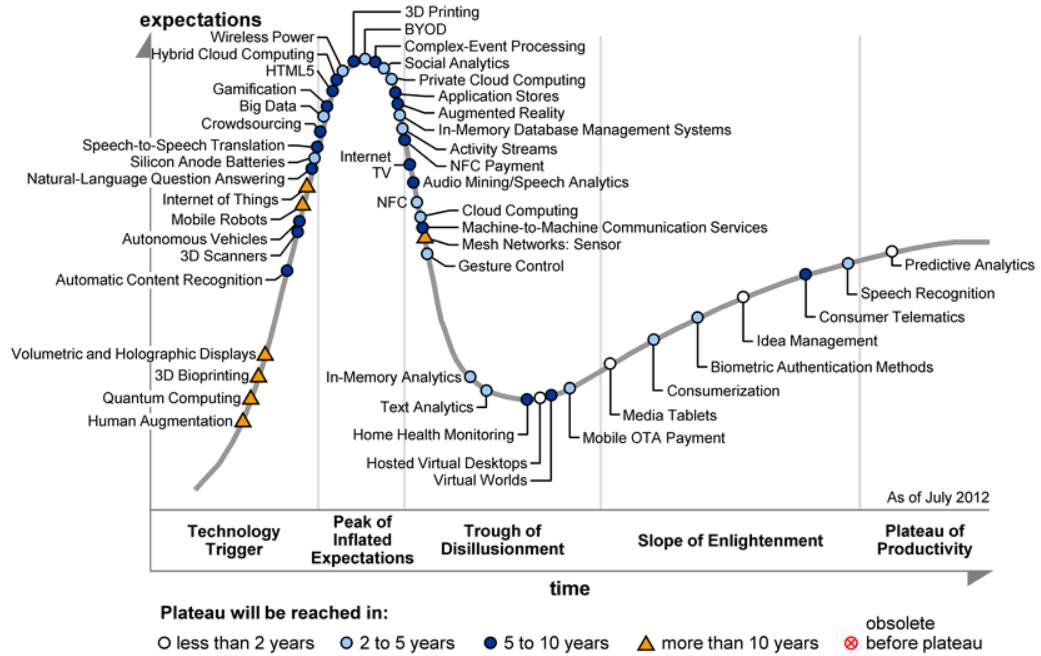 expectations
3D Printing
BYOD
Wireless Power
Complex-Event Processing
Hybrid Cloud Computing
Social Analytics
HTML5
Private Cloud Computing
Gamification
Application Stores
Big Data
Augmented Reality
Crowdsourcing
In-Memory Database Management Systems
Speech-to-Speech Translation
Activity Streams
Silicon Anode Batteries
Internet
TV
NFC Payment
Natural-Language Question Answering
Audio Mining/Speech Analytics
Internet of Things
NFC
Mobile Robots
Cloud Computing
Autonomous Vehicles
Machine-to-Machine Communication Services
3D Scanners
Mesh Networks: Sensor
Automatic Content Recognition
Gesture Control
Predictive Analytics
Speech Recognition
Consumer Telematics
Idea Management
Volumetric and Holographic Displays
Biometric Authentication Methods
3D Bioprinting
In-Memory Analytics
Consumerization
Quantum Computing
Text Analytics
Media Tablets
Human Augmentation
Home Health Monitoring
Mobile OTA Payment
Hosted Virtual Desktops
Virtual Worlds
As of July 2012
Technology
Trigger
Peak of
Inflated
Expectations
Trough of
Disillusionment
Slope of Enlightenment
Plateau of
Productivity
time
Plateau will be reached in:
less than 2 years
2 to 5 years
5 to 10 years
more than 10 years
obsolete
before plateau